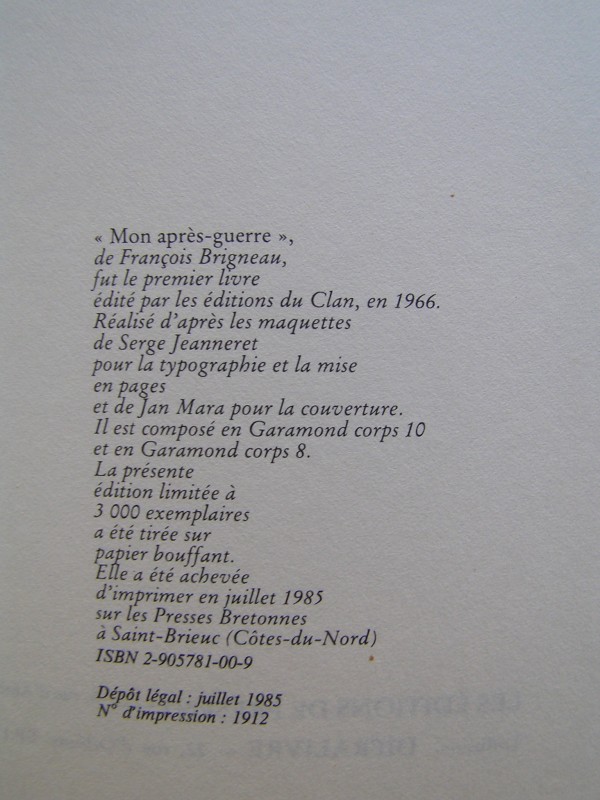 « Mon après-guerre »,
de François Brigneau,
fut le premier livre
édité par les éditions du Clan, en 1966.
Réalisé d'après les maquettes
de Serge Jeanneret
pour la typographie et la mise
en pages
et de Jan Mara pour la couverture.
Il est composé en Garamond corps 10
et en Garamond corps 8.
La présente
édition limitée à
3 000 exemplaires
a été tirée sur
papier bouffant.
Elle a été achevée
d'imprimer en juillet 1985
sur les Presses Bretonnes
à Saint-Brieuc (Côtes-du-Nord)
ISBN 2-905781-00-9
Dépôt légal : juillet 1985
N° d'impression : 1912